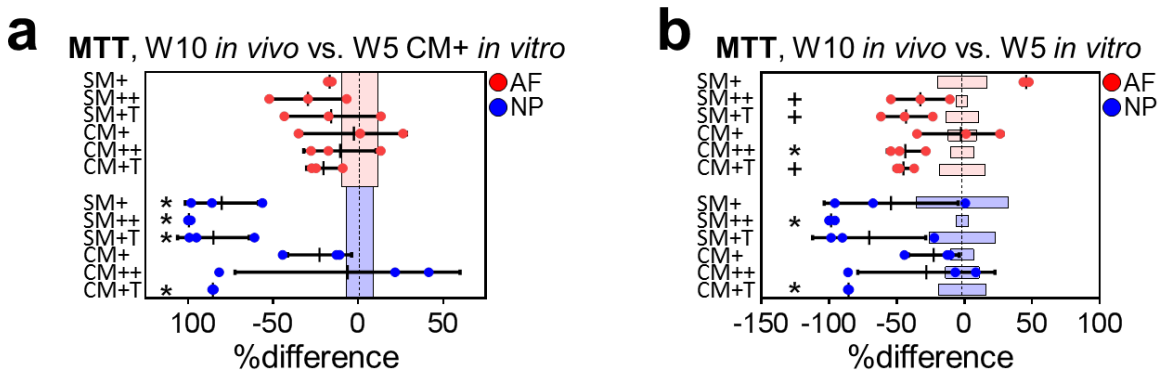 a
MTT, W10 in vivo vs. W5 CM+ in vitro
SM+
SM++
SM+T
CM+
CM++
CM+T
SM+ *
SM++ *
SM+T *
CM+
CM++
CM+T *
100 -50 0 50
%difference
AF
NP
b
MTT, W10 in vivo vs. W5 in vitro
SM+
SM++ +
SM+T +
CM+
CM++ *
CM+T +
SM+
SM++ *
SM+T
CM+
CM++
CM+T *
-150 -100 -50 0 50 100
%difference
AF
NP